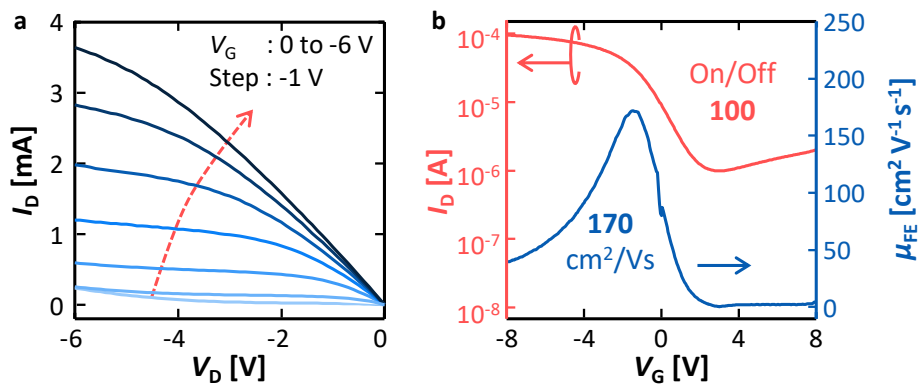 a
4
3
2
1
0
I_D [mA]
V_G : 0 to -6 V
Step : -1 V
-6 -4 -2 0
V_D [V]
b
10⁻⁴
10⁻⁵
10⁻⁶
10⁻⁷
10⁻⁸
I_D [A]
On/Off
100
170
cm²/Vs
250
200
150
100
50
0
μ_FE [cm² V⁻¹ s⁻¹]
-8 -4 0 4 8
V_G [V]